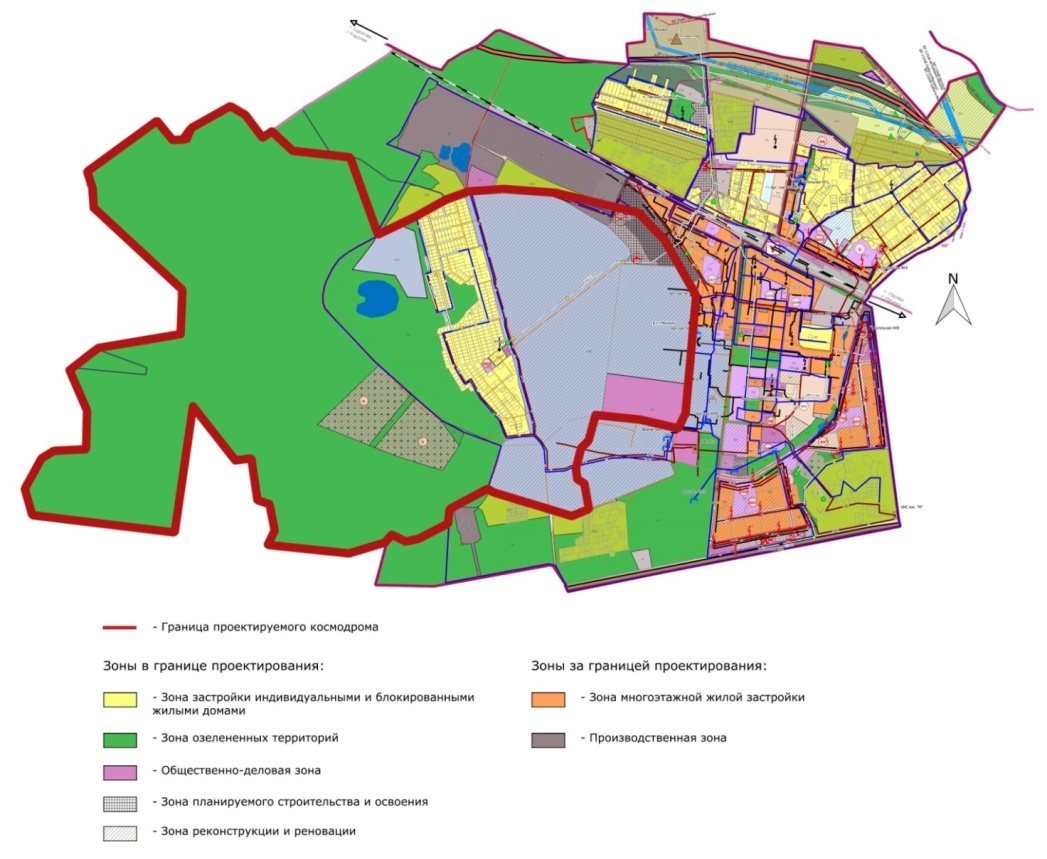 N
- Граница проектируемого космодрома
Зоны в границе проектирования:
- Зона застройки индивидуальными и блокированными
жилыми домами
- Зона озелененных территорий
- Общественно-деловая зона
- Зона планируемого строительства и освоения
- Зона реконструкции и реновации
Зоны за границей проектирования:
- Зона многоэтажной жилой застройки
- Производственная зона